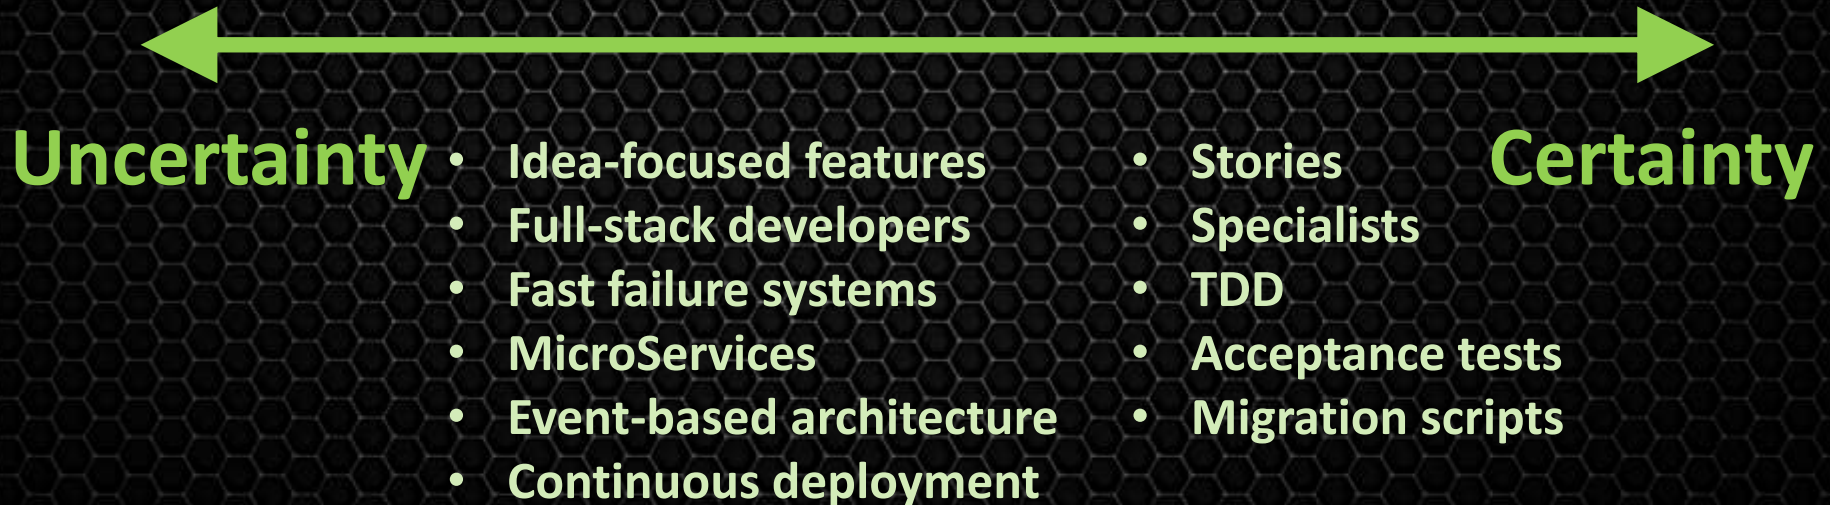 Uncertainty
• Idea-focused features
• Full-stack developers
• Fast failure systems
• MicroServices
• Event-based architecture
• Continuous deployment
• Stories
• Specialists
• TDD
• Acceptance tests
• Migration scripts
Certainty